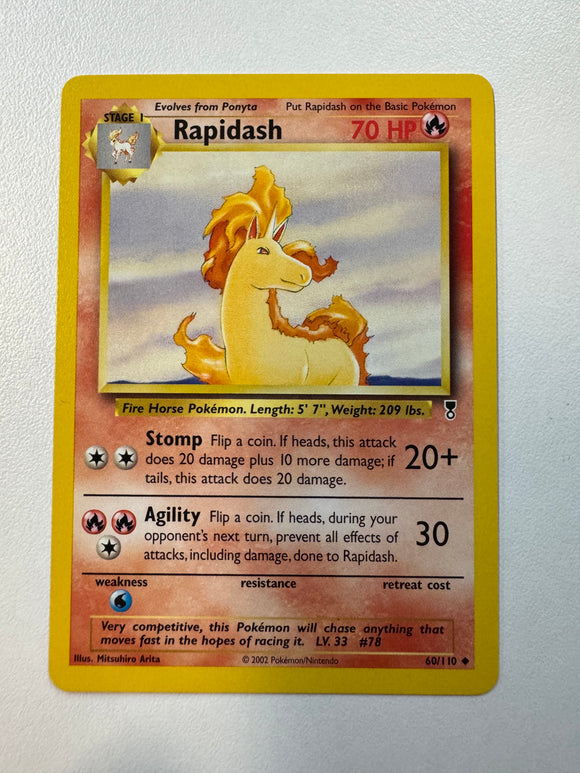 Evolves from Ponyta Put Rapidash on the Basic Pokémon
STAGE 1
Rapidash 70 HP
Fire Horse Pokémon. Length: 5' 7", Weight: 209 lbs.
Stomp Flip a coin. If heads, this attack
does 20 damage plus 10 more damage; if
tails, this attack does 20 damage.
20+
Agility Flip a coin. If heads, during your
opponent's next turn, prevent all effects of
attacks, including damage, done to Rapidash.
30
weakness resistance retreat cost
Very competitive, this Pokémon will chase anything that
moves fast in the hopes of racing it. LV. 33 #78
Illus. Mitsuhiro Arita © 2002 Pokémon/Nintendo 60/110